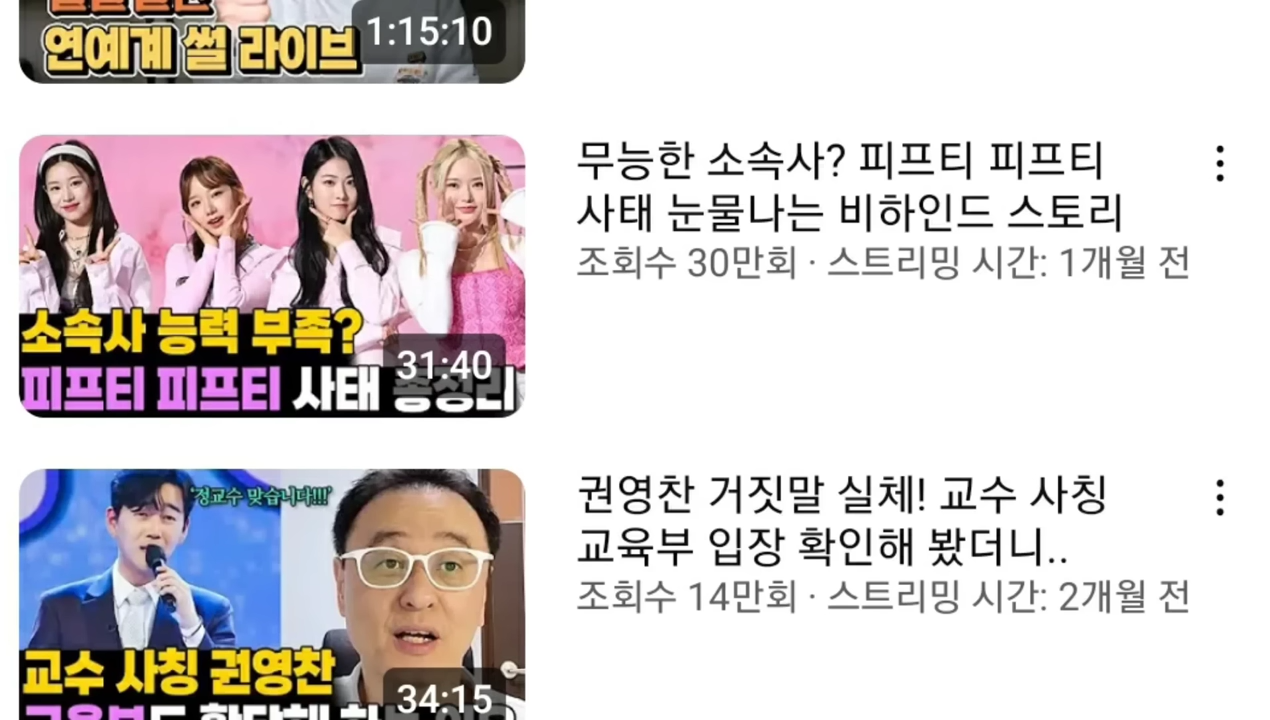 연예계 썰 라이브
1:15:10
무능한 소속사? 피프티 피프티
사태 눈물나는 비하인드 스토리
조회수 30만회 · 스트리밍 시간: 1개월 전
소속사 능력 부족?
피프티 피프티 사태 총정리
31:40
권영찬 거짓말 실체! 교수 사칭
교육부 입장 확인해 봤더니..
조회수 14만회 · 스트리밍 시간: 2개월 전
'정교수 맞습니다!!!'
교수 사칭 권영찬
34:15